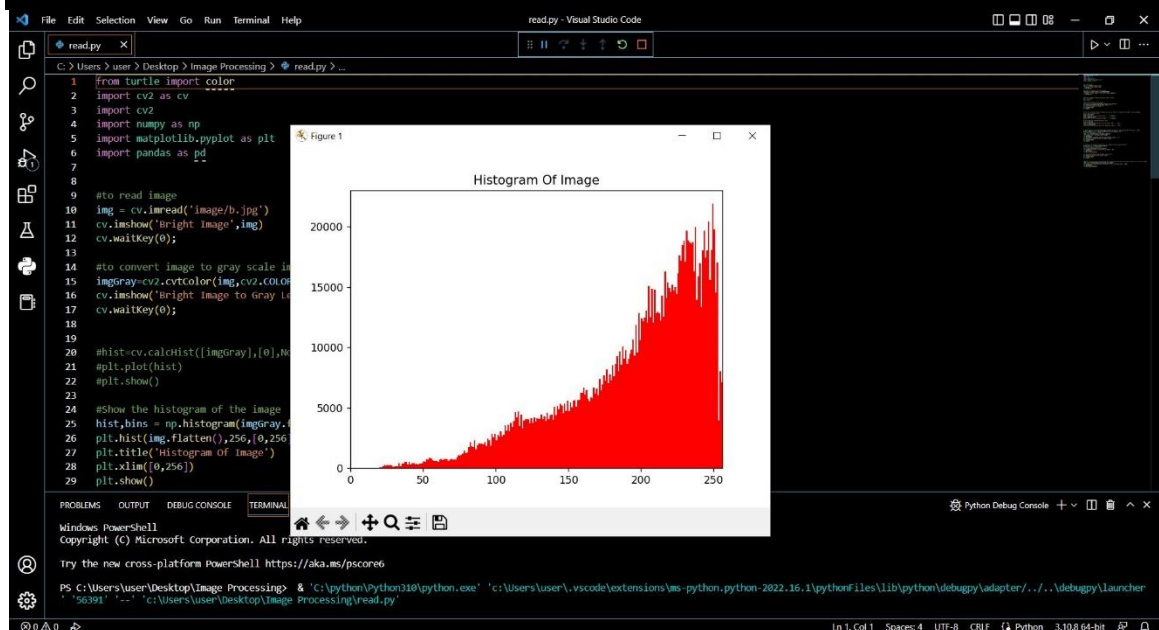 File Edit Selection View Go Run Terminal Help
read.py - Visual Studio Code
read.py
C: > Users > user > Desktop > Image Processing > read.py > ...
1 from turtle import color
2 import cv2 as cv
3 import cv2
4 import numpy as np
5 import matplotlib.pyplot as plt
6 import pandas as pd
7
8
9 #to read image
10 img = cv.imread('image/b.jpg')
11 cv.imshow('Bright Image',img)
12 cv.waitKey(0);
13
14 #to convert image to gray scale im
15 imgGray=cv2.cvtColor(img,cv2.COLOR
16 cv.imshow('Bright Image to Gray Le
17 cv.waitKey(0);
18
19
20 #hist=cv.calcHist([imgGray],[0],No
21 #plt.plot(hist)
22 #plt.show()
23
24 #Show the histogram of the image
25 hist,bins = np.histogram(imgGray.f
26 plt.hist(img.flatten(),256,[0,256]
27 plt.title('Histogram Of Image')
28 plt.xlim([0,256])
29 plt.show()
Figure 1
Histogram Of Image
20000
15000
10000
5000
0
0 50 100 150 200 250
PROBLEMS OUTPUT DEBUG CONSOLE TERMINAL
Python Debug Console
Windows PowerShell
Copyright (C) Microsoft Corporation. All rights reserved.
Try the new cross-platform PowerShell https://aka.ms/pscore6
PS C:\Users\user\Desktop\Image Processing> & 'C:\python\Python310\python.exe' 'c:\Users\user\.vscode\extensions\ms-python.python-2022.16.1\pythonFiles\lib\python\debugpy\adapter/../..\debugpy\launcher
' '56391' '--' 'c:\Users\user\Desktop\Image Processing\read.py'
0 0
Ln 1, Col 1 Spaces: 4 UTF-8 CRLF Python 3.10.8 64-bit